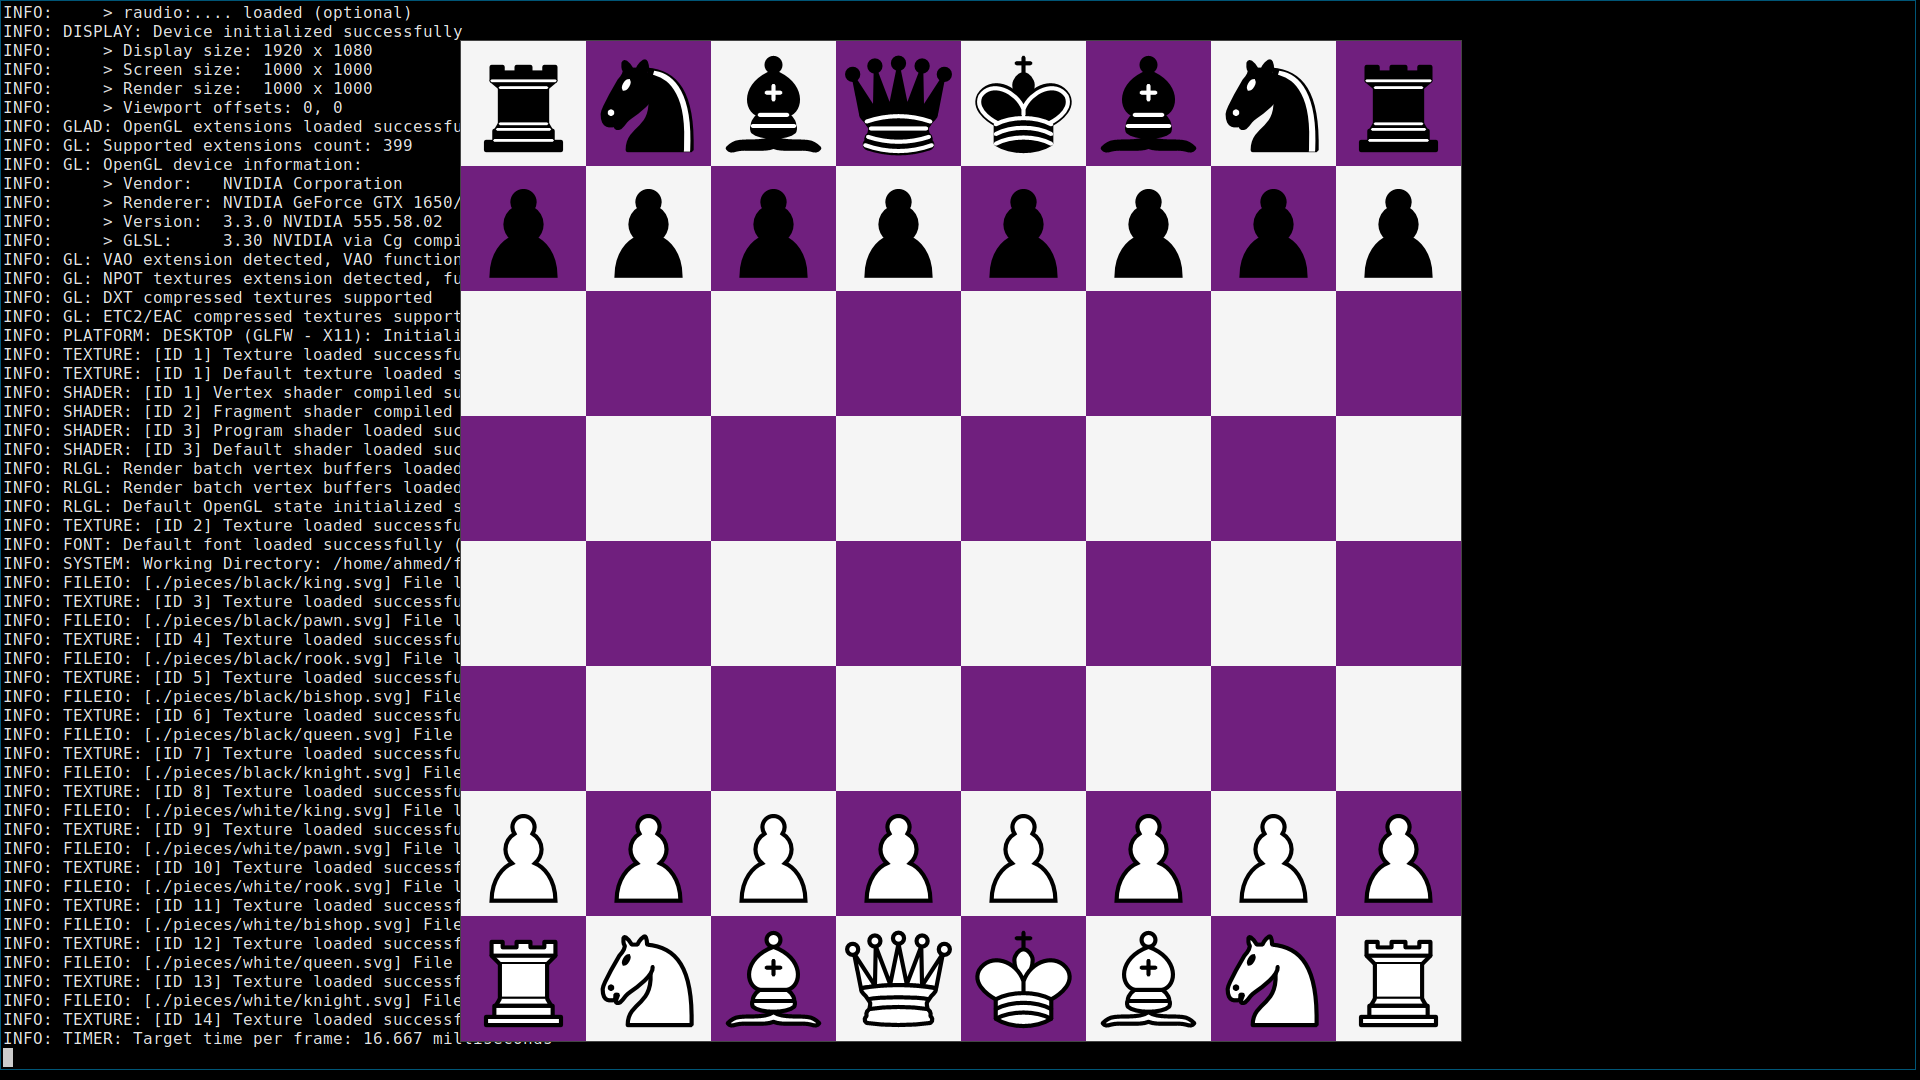 INFO:     > raudio:.... loaded (optional)
INFO: DISPLAY: Device initialized successfully
INFO:     > Display size: 1920 x 1080
INFO:     > Screen size:  1000 x 1000
INFO:     > Render size:  1000 x 1000
INFO:     > Viewport offsets: 0, 0
INFO: GLAD: OpenGL extensions loaded successfu
INFO: GL: Supported extensions count: 399
INFO: GL: OpenGL device information:
INFO:     > Vendor:   NVIDIA Corporation
INFO:     > Renderer: NVIDIA GeForce GTX 1650/
INFO:     > Version:  3.3.0 NVIDIA 555.58.02
INFO:     > GLSL:     3.30 NVIDIA via Cg compi
INFO: GL: VAO extension detected, VAO function
INFO: GL: NPOT textures extension detected, fu
INFO: GL: DXT compressed textures supported
INFO: GL: ETC2/EAC compressed textures support
INFO: PLATFORM: DESKTOP (GLFW - X11): Initiali
INFO: TEXTURE: [ID 1] Texture loaded successfu
INFO: TEXTURE: [ID 1] Default texture loaded s
INFO: SHADER: [ID 1] Vertex shader compiled su
INFO: SHADER: [ID 2] Fragment shader compiled
INFO: SHADER: [ID 3] Program shader loaded suc
INFO: SHADER: [ID 3] Default shader loaded suc
INFO: RLGL: Render batch vertex buffers loaded
INFO: RLGL: Render batch vertex buffers loaded
INFO: RLGL: Default OpenGL state initialized s
INFO: TEXTURE: [ID 2] Texture loaded successfu
INFO: FONT: Default font loaded successfully (
INFO: SYSTEM: Working Directory: /home/ahmed/f
INFO: FILEIO: [./pieces/black/king.svg] File l
INFO: TEXTURE: [ID 3] Texture loaded successfu
INFO: FILEIO: [./pieces/black/pawn.svg] File l
INFO: TEXTURE: [ID 4] Texture loaded successfu
INFO: FILEIO: [./pieces/black/rook.svg] File l
INFO: TEXTURE: [ID 5] Texture loaded successfu
INFO: FILEIO: [./pieces/black/bishop.svg] File
INFO: TEXTURE: [ID 6] Texture loaded successfu
INFO: FILEIO: [./pieces/black/queen.svg] File
INFO: TEXTURE: [ID 7] Texture loaded successfu
INFO: FILEIO: [./pieces/black/knight.svg] File
INFO: TEXTURE: [ID 8] Texture loaded successfu
INFO: FILEIO: [./pieces/white/king.svg] File l
INFO: TEXTURE: [ID 9] Texture loaded successfu
INFO: FILEIO: [./pieces/white/pawn.svg] File l
INFO: TEXTURE: [ID 10] Texture loaded successf
INFO: FILEIO: [./pieces/white/rook.svg] File l
INFO: TEXTURE: [ID 11] Texture loaded successf
INFO: FILEIO: [./pieces/white/bishop.svg] File
INFO: TEXTURE: [ID 12] Texture loaded successf
INFO: FILEIO: [./pieces/white/queen.svg] File
INFO: TEXTURE: [ID 13] Texture loaded successf
INFO: FILEIO: [./pieces/white/knight.svg] File
INFO: TEXTURE: [ID 14] Texture loaded successf
INFO: TIMER: Target time per frame: 16.667 milliseconds